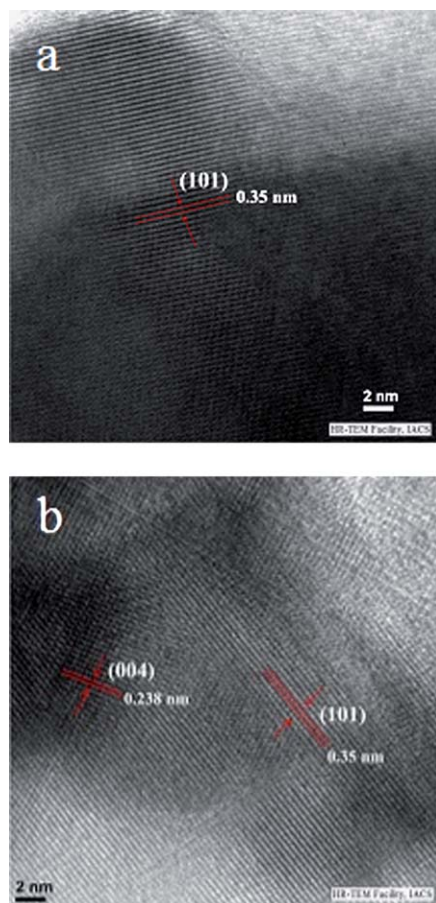 a
(101)
0.35 nm
2 nm
HR-TEM Facility, IACS
b
(004)
0.238 nm
(101)
0.35 nm
2 nm
HR-TEM Facility, IACS